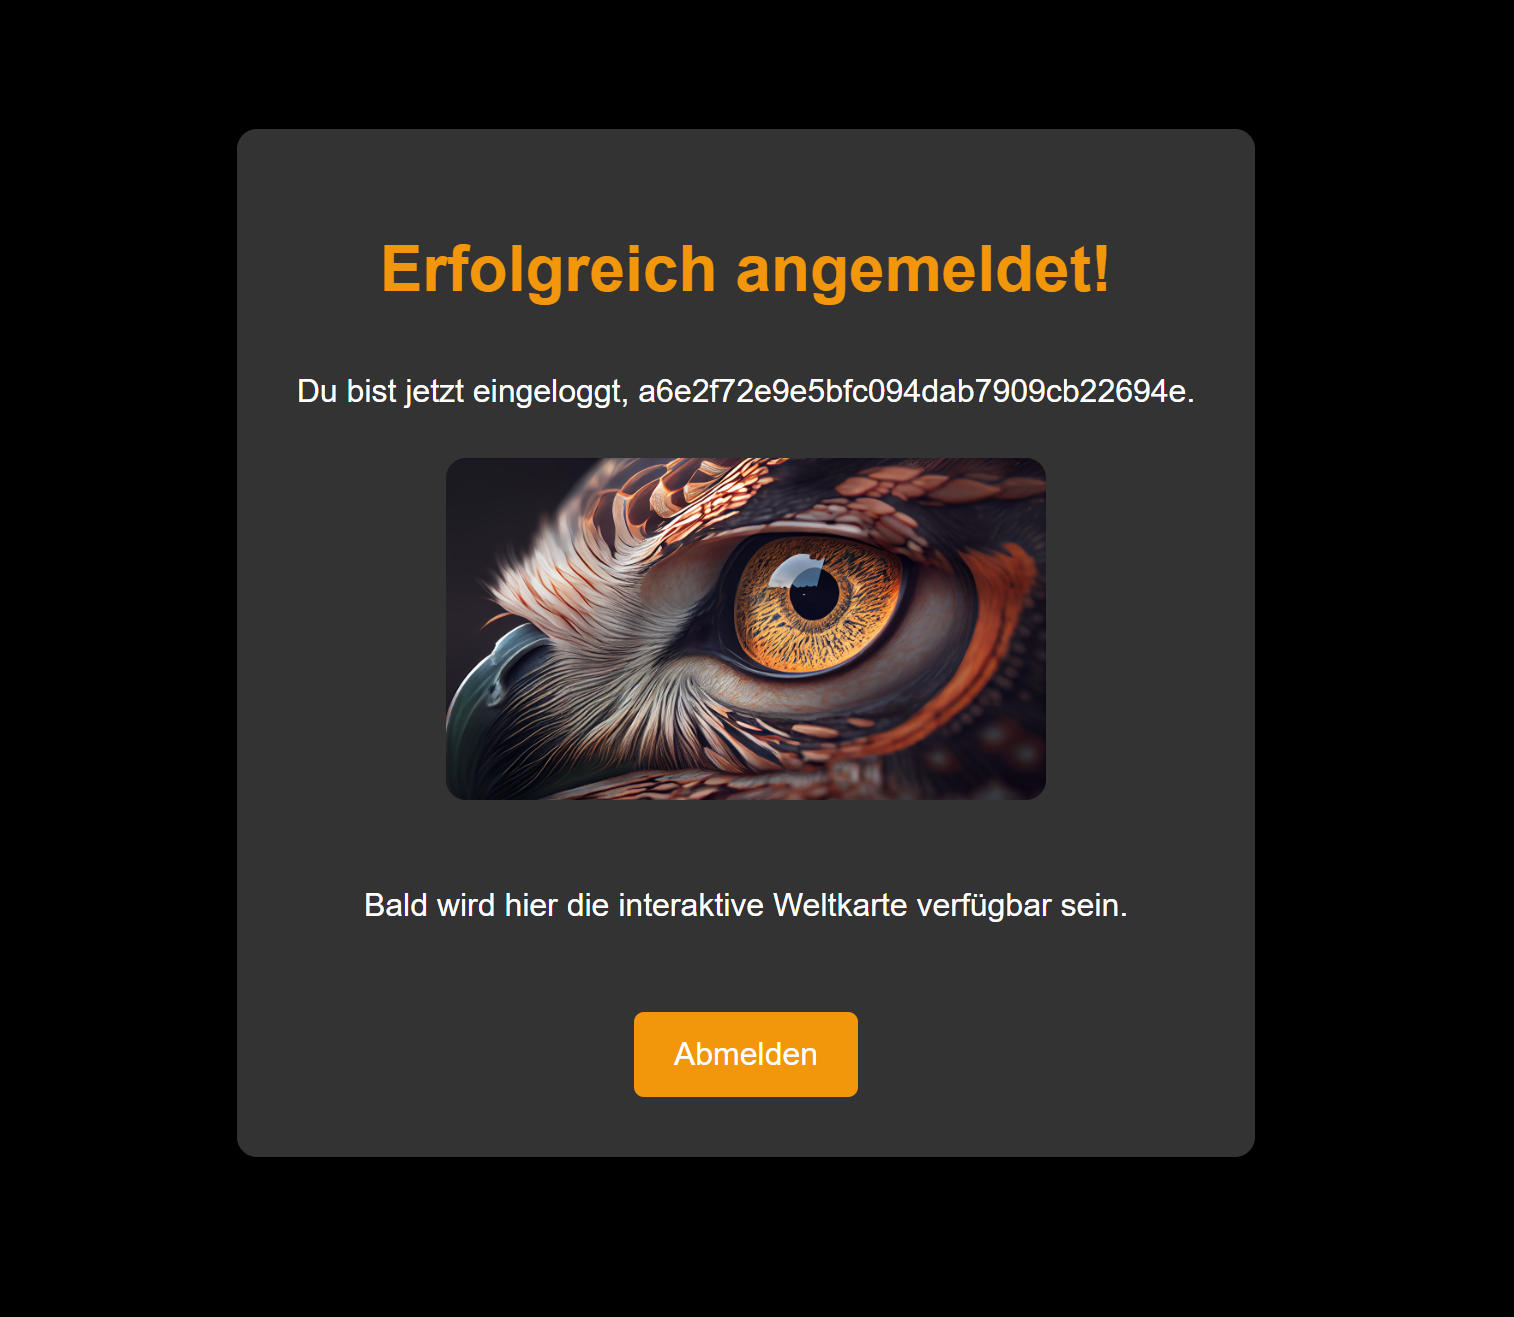 Erfolgreich angemeldet!
Du bist jetzt eingeloggt, a6e2f72e9e5bfc094dab7909cb22694e.
Bald wird hier die interaktive Weltkarte verfügbar sein.
Abmelden